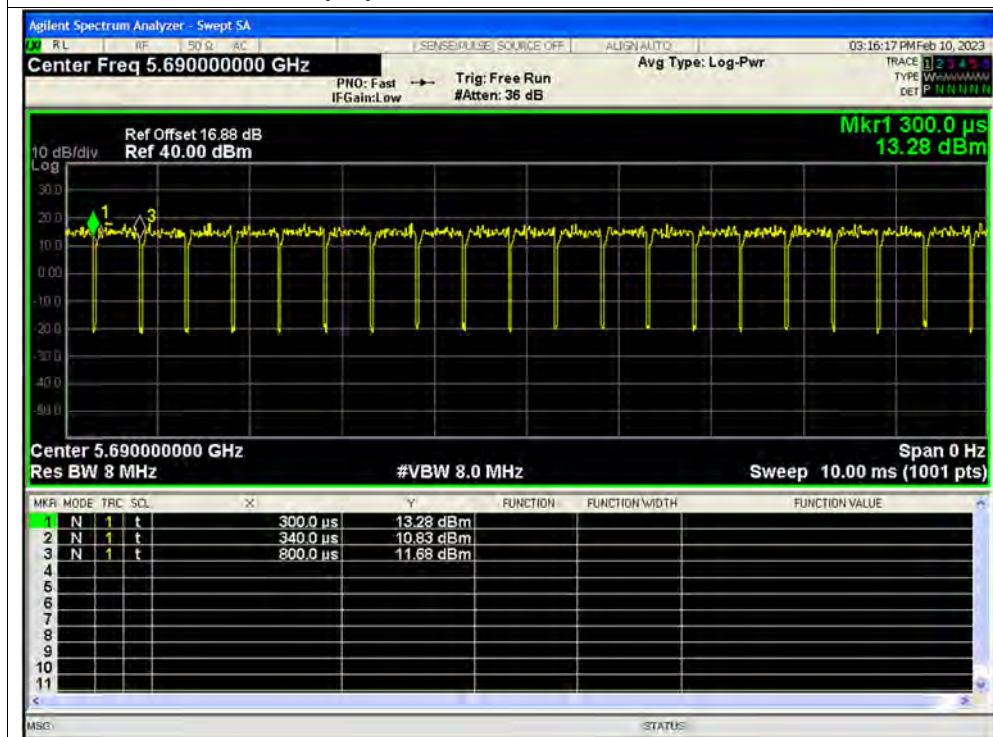 Agilent Spectrum Analyzer - Swept SA
RL RF 50 Ω AC SENSE:PULSE SOURCE OFF ALIGN AUTO 03:16:17 PM Feb 10, 2023
Center Freq 5.690000000 GHz Avg Type: Log-Pwr TRACE 1 2 3 4 5 6
PNO: Fast Trig: Free Run TYPE
IFGain:Low #Atten: 36 dB DET P N N N N N
Mkr1 300.0 µs
Ref Offset 16.88 dB
10 dB/div Ref 40.00 dBm 13.28 dBm
Log
30.0
20.0
10.0
0.00
-10.0
-20.0
-30.0
-40.0
-50.0
1
3
Center 5.690000000 GHz Span 0 Hz
Res BW 8 MHz #VBW 8.0 MHz Sweep 10.00 ms (1001 pts)
MKR MODE TRC SCL X Y FUNCTION FUNCTION WIDTH FUNCTION VALUE
1 N 1 t 300.0 µs 13.28 dBm
2 N 1 t 340.0 µs 10.83 dBm
3 N 1 t 800.0 µs 11.68 dBm
4
5
6
7
8
9
10
11
MSG STATUS